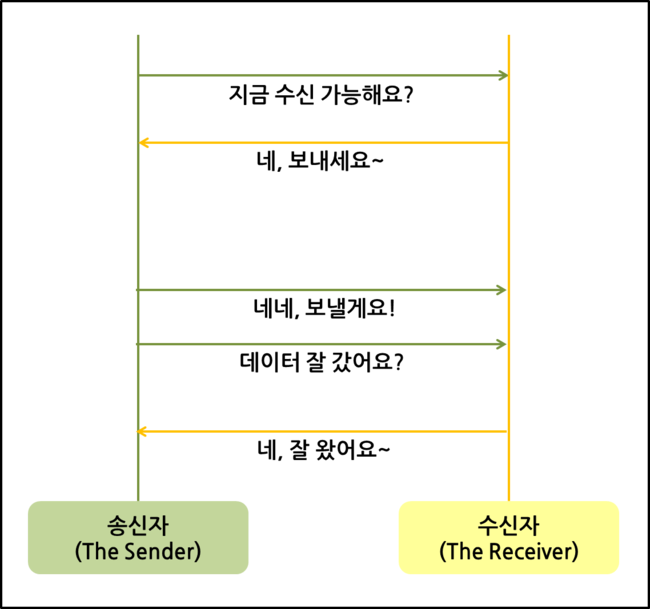 지금 수신 가능해요?
네, 보내세요~
네네, 보낼게요!
데이터 잘 갔어요?
네, 잘 왔어요~
송신자
(The Sender)
수신자
(The Receiver)